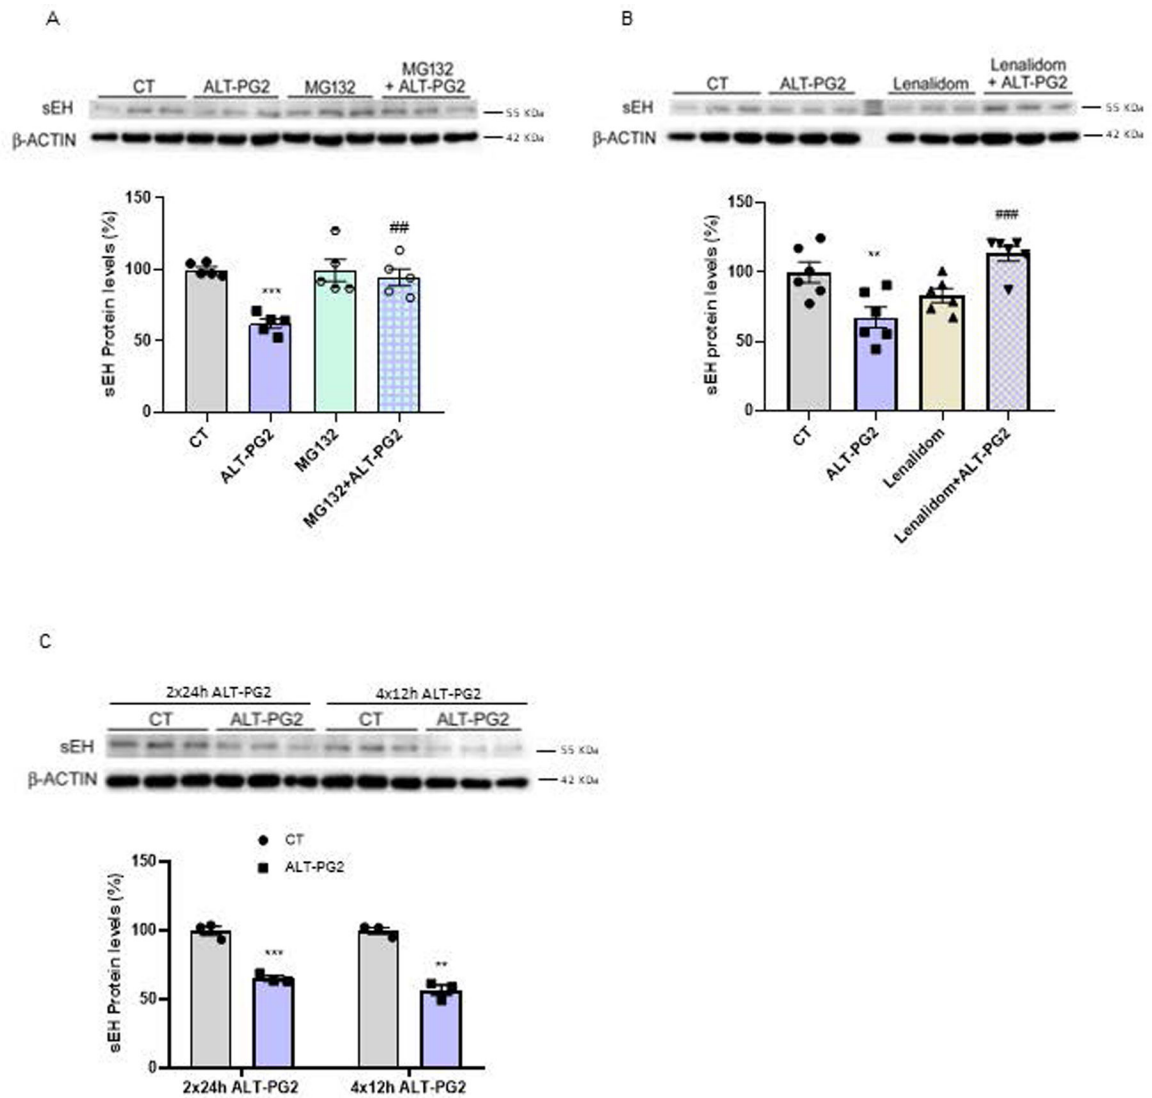 A
CT ALT-PG2 MG132 MG132
+ ALT-PG2
sEH 55 KDa
β-ACTIN 42 KDa
sEH Protein levels (%)
150
***
##
100
50
0
CT
ALT-PG2
MG132
MG132+ALT-PG2
B
CT ALT-PG2 Lenalidom Lenalidom
+ ALT-PG2
sEH 55 KDa
β-ACTIN 42 KDa
sEH protein levels (%)
150
**
###
100
50
0
CT
ALT-PG2
Lenalidom
Lenalidom+ALT-PG2
C
2x24h ALT-PG2 4x12h ALT-PG2
CT ALT-PG2 CT ALT-PG2
sEH 55 KDa
β-ACTIN 42 KDa
CT
ALT-PG2
sEH Protein levels (%)
150
100
***
**
50
0
2x24h ALT-PG2 4x12h ALT-PG2